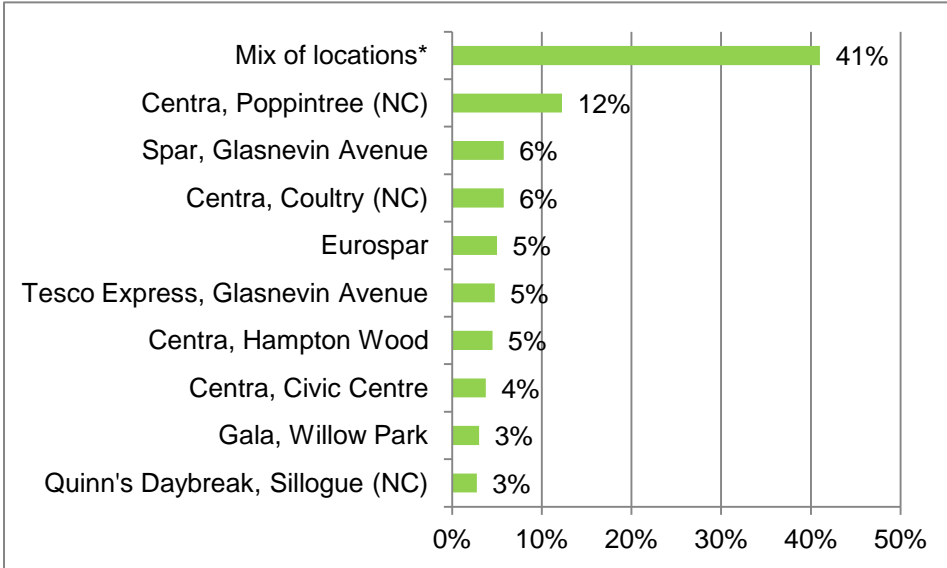 Mix of locations* 41%
Centra, Poppintree (NC) 12%
Spar, Glasnevin Avenue 6%
Centra, Coultry (NC) 6%
Eurospar 5%
Tesco Express, Glasnevin Avenue 5%
Centra, Hampton Wood 5%
Centra, Civic Centre 4%
Gala, Willow Park 3%
Quinn's Daybreak, Sillogue (NC) 3%
0% 10% 20% 30% 40% 50%